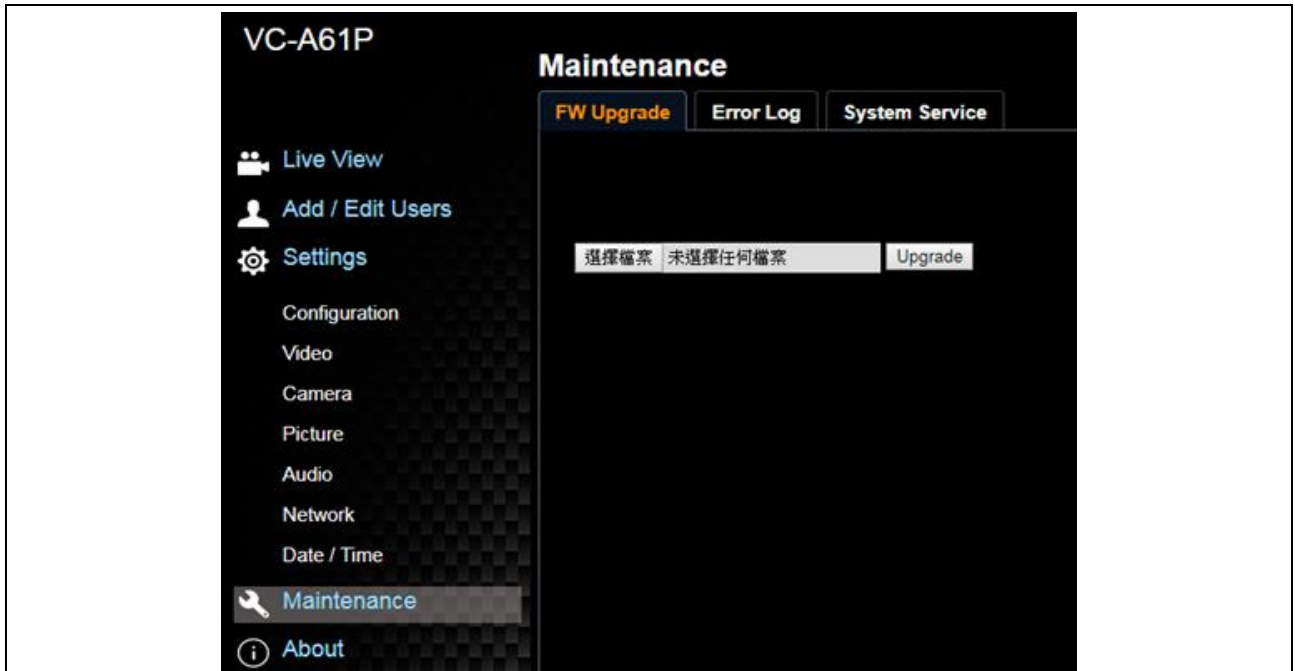 VC-A61P
Maintenance
FW Upgrade Error Log System Service
Live View
Add / Edit Users
Settings
選擇檔案 未選擇任何檔案 Upgrade
Configuration
Video
Camera
Picture
Audio
Network
Date / Time
Maintenance
About